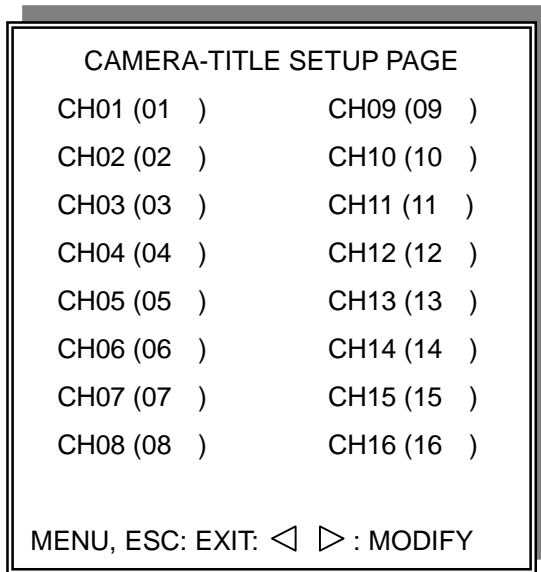 CAMERA-TITLE SETUP PAGE
CH01 (01 ) CH09 (09 )
CH02 (02 ) CH10 (10 )
CH03 (03 ) CH11 (11 )
CH04 (04 ) CH12 (12 )
CH05 (05 ) CH13 (13 )
CH06 (06 ) CH14 (14 )
CH07 (07 ) CH15 (15 )
CH08 (08 ) CH16 (16 )
MENU, ESC: EXIT: ◁ ▷ : MODIFY